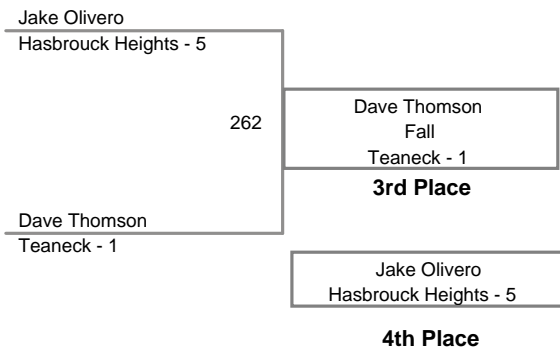 Jake Olivero
Hasbrouck Heights - 5
262
Dave Thomson
Fall
Teaneck - 1
3rd Place
Dave Thomson
Teaneck - 1
Jake Olivero
Hasbrouck Heights - 5
4th Place